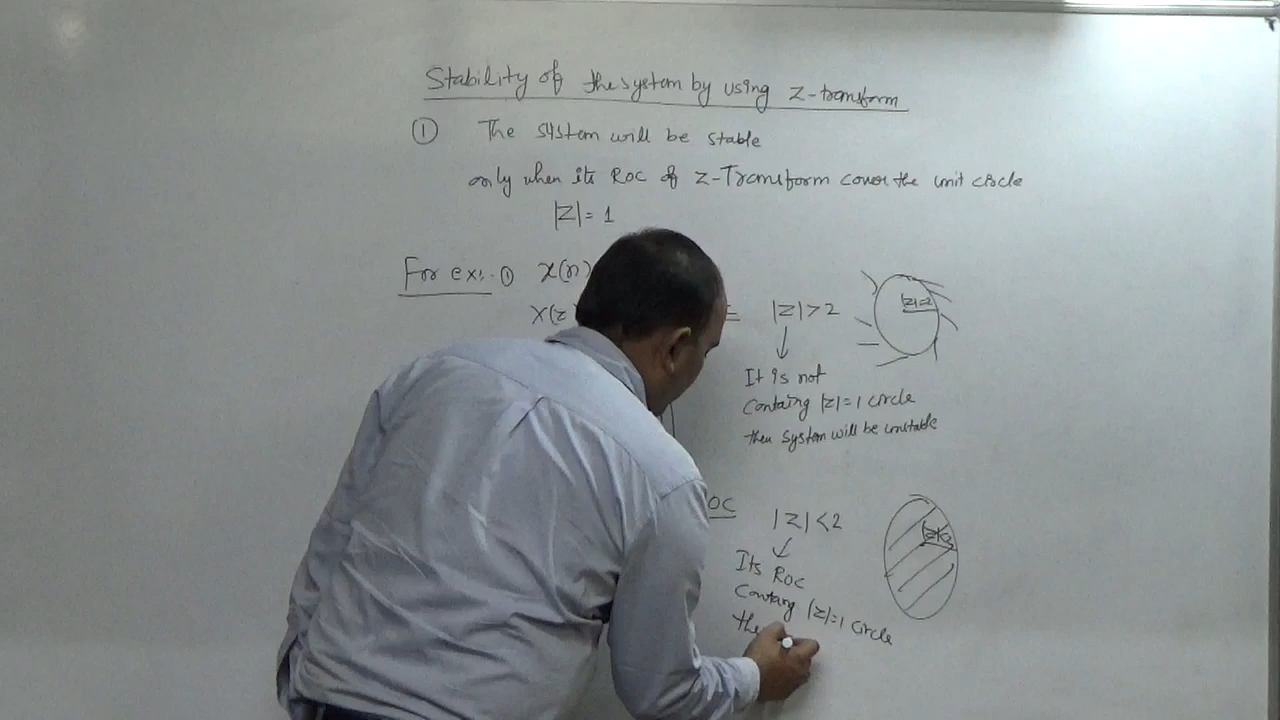 Stability of the system by using Z-transform
① The system will be stable
only when its ROC of Z-Transform cover the unit circle
|Z| = 1
For ex:- ① X(n)
X(z) = |Z|>2
|Z|=2
It is not
Containg |Z|=1 circle
then system will be unstable
OC |Z|<2
Its ROC
Containg |Z|=1 circle
the